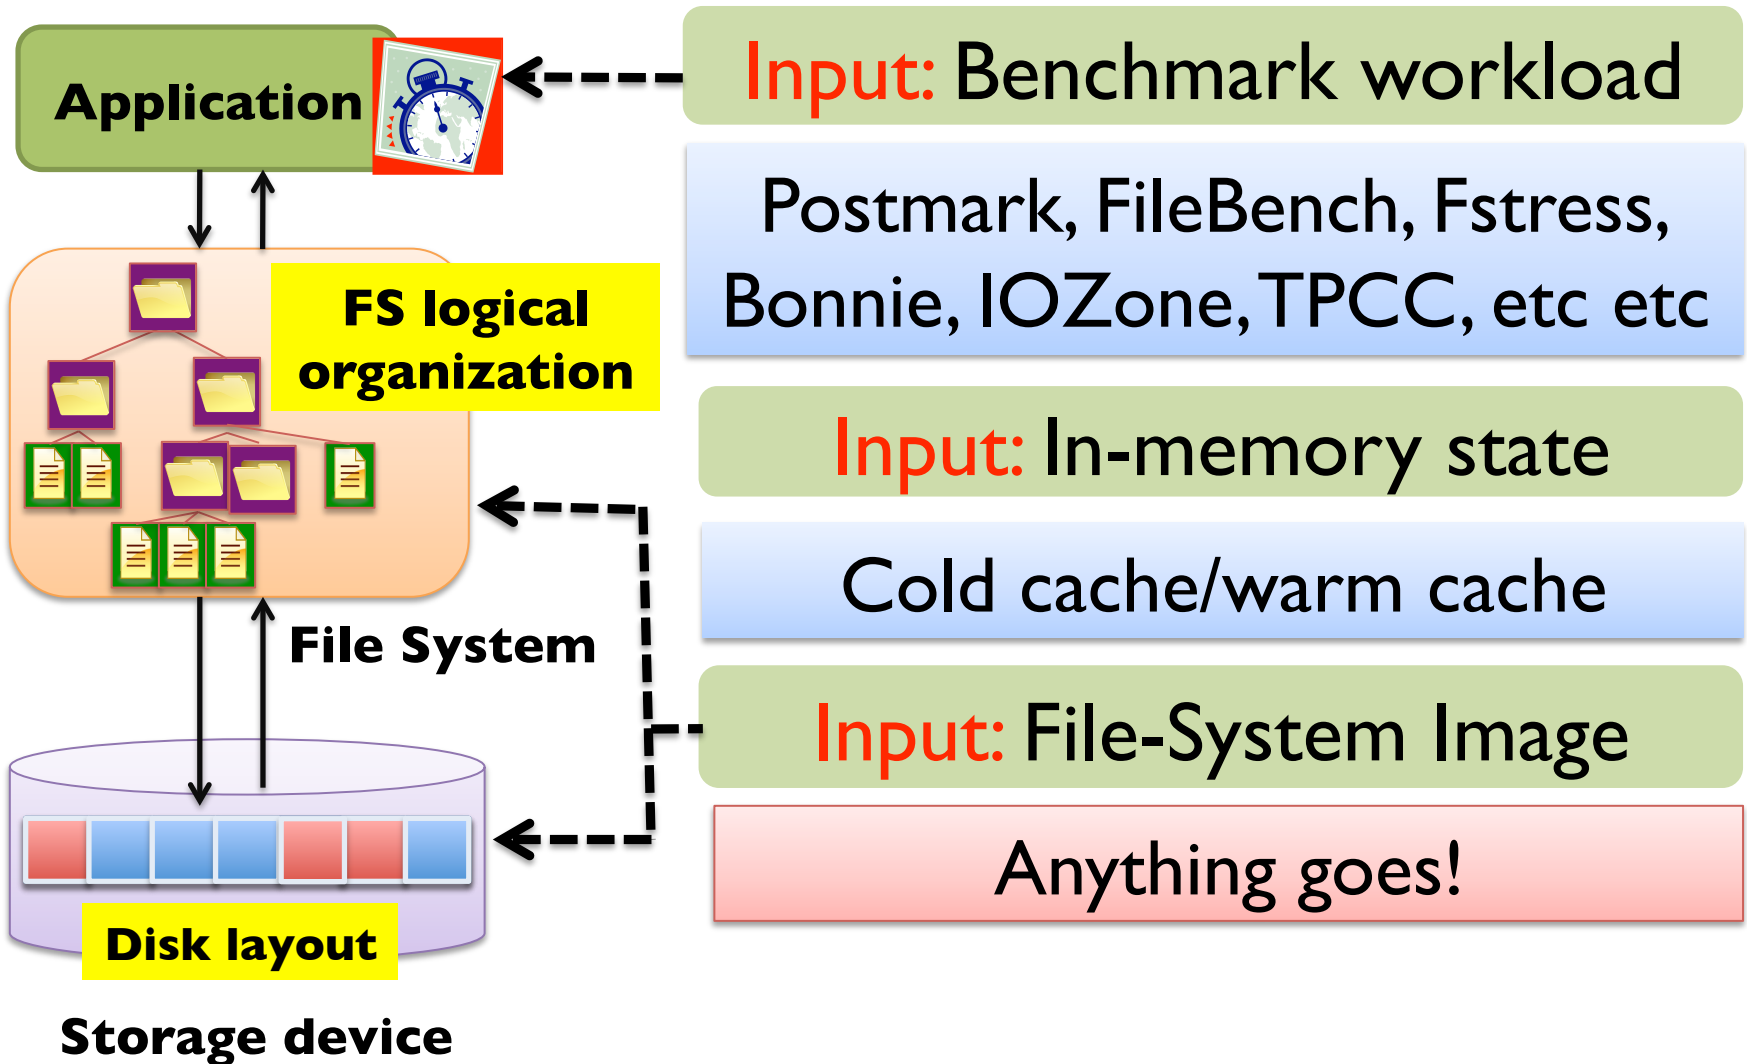 Application
FS logical
organization
File System
Disk layout
Storage device
Input: Benchmark workload
Postmark, FileBench, Fstress,
Bonnie, IOZone, TPCC, etc etc
Input: In-memory state
Cold cache/warm cache
Input: File-System Image
Anything goes!